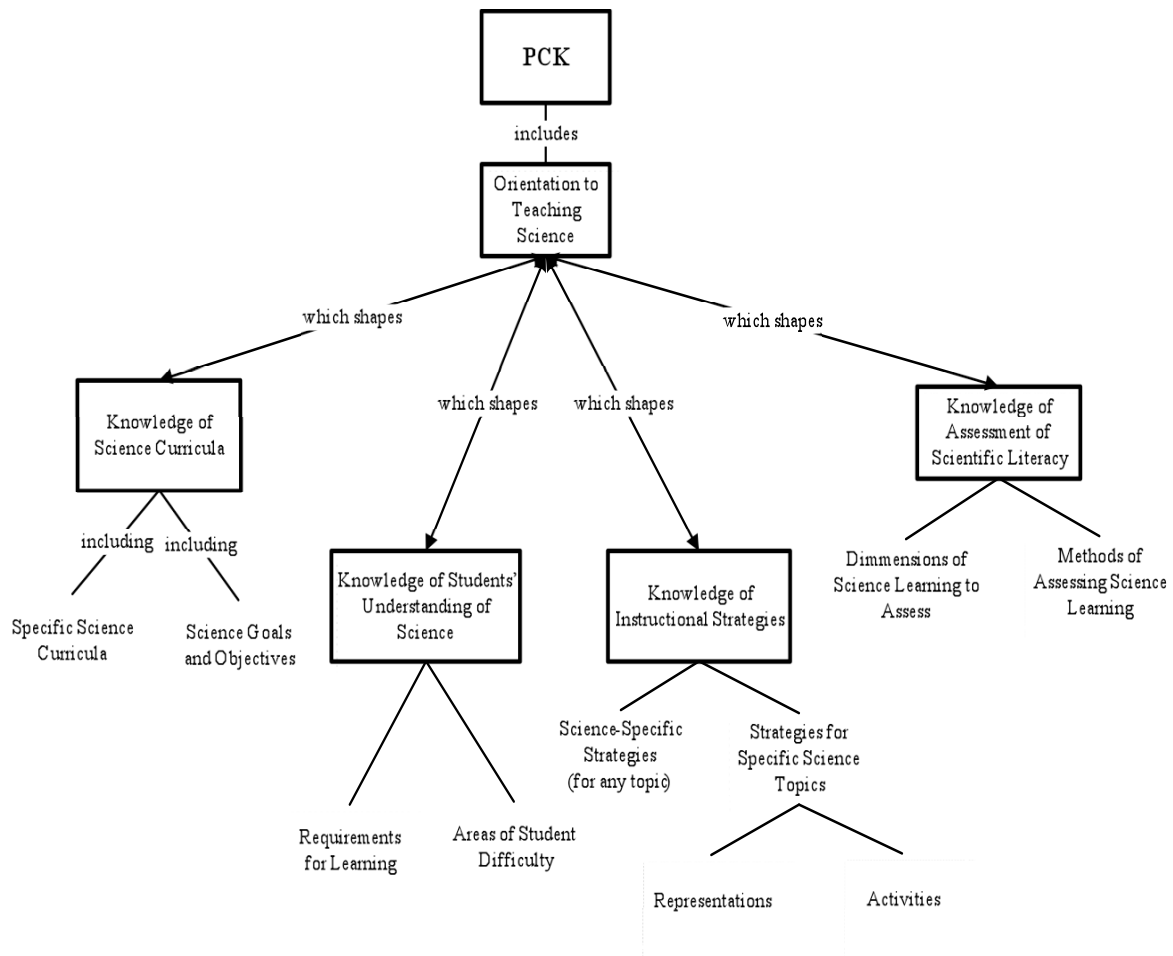 PCK
includes
Orientation to
Teaching
Science
which shapes
which shapes
which shapes
which shapes
Knowledge of
Science Curricula
Knowledge of
Assessment of
Scientific Literacy
including
including
Specific Science
Curricula
Science Goals
and Objectives
Knowledge of Students'
Understanding of
Science
Knowledge of
Instructional Strategies
Dimmensions of
Science Learning to
Assess
Methods of
Assessing Science
Learning
Requirements
for Learning
Areas of Student
Difficulty
Science-Specific
Strategies
(for any topic)
Strategies for
Specific Science
Topics
Representations
Activities